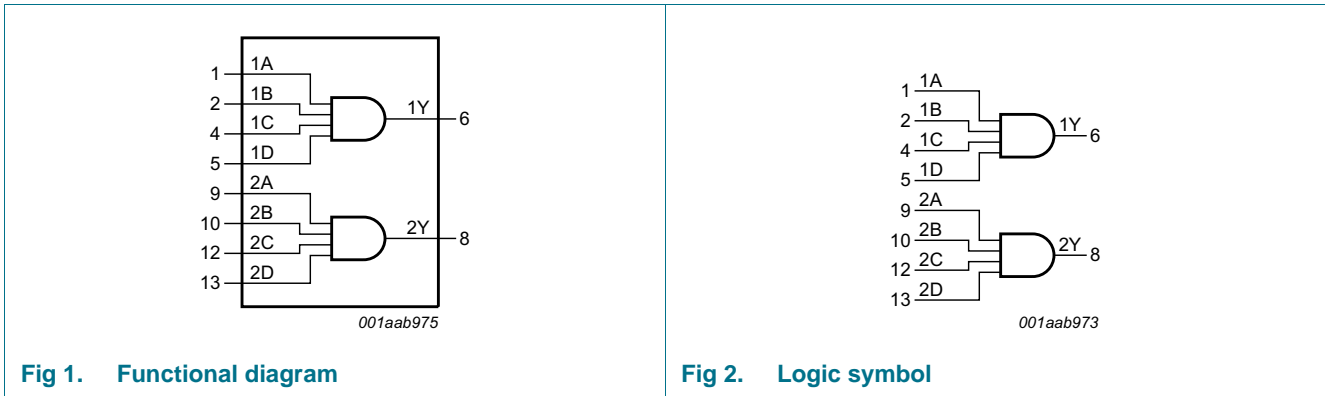 1 1A
2 1B
4 1C
5 1D
1Y 6
9 2A
10 2B
12 2C
13 2D
2Y 8
001aab975
Fig 1. Functional diagram
1 1A
2 1B
4 1C
5 1D
1Y 6
9 2A
10 2B
12 2C
13 2D
2Y 8
001aab973
Fig 2. Logic symbol